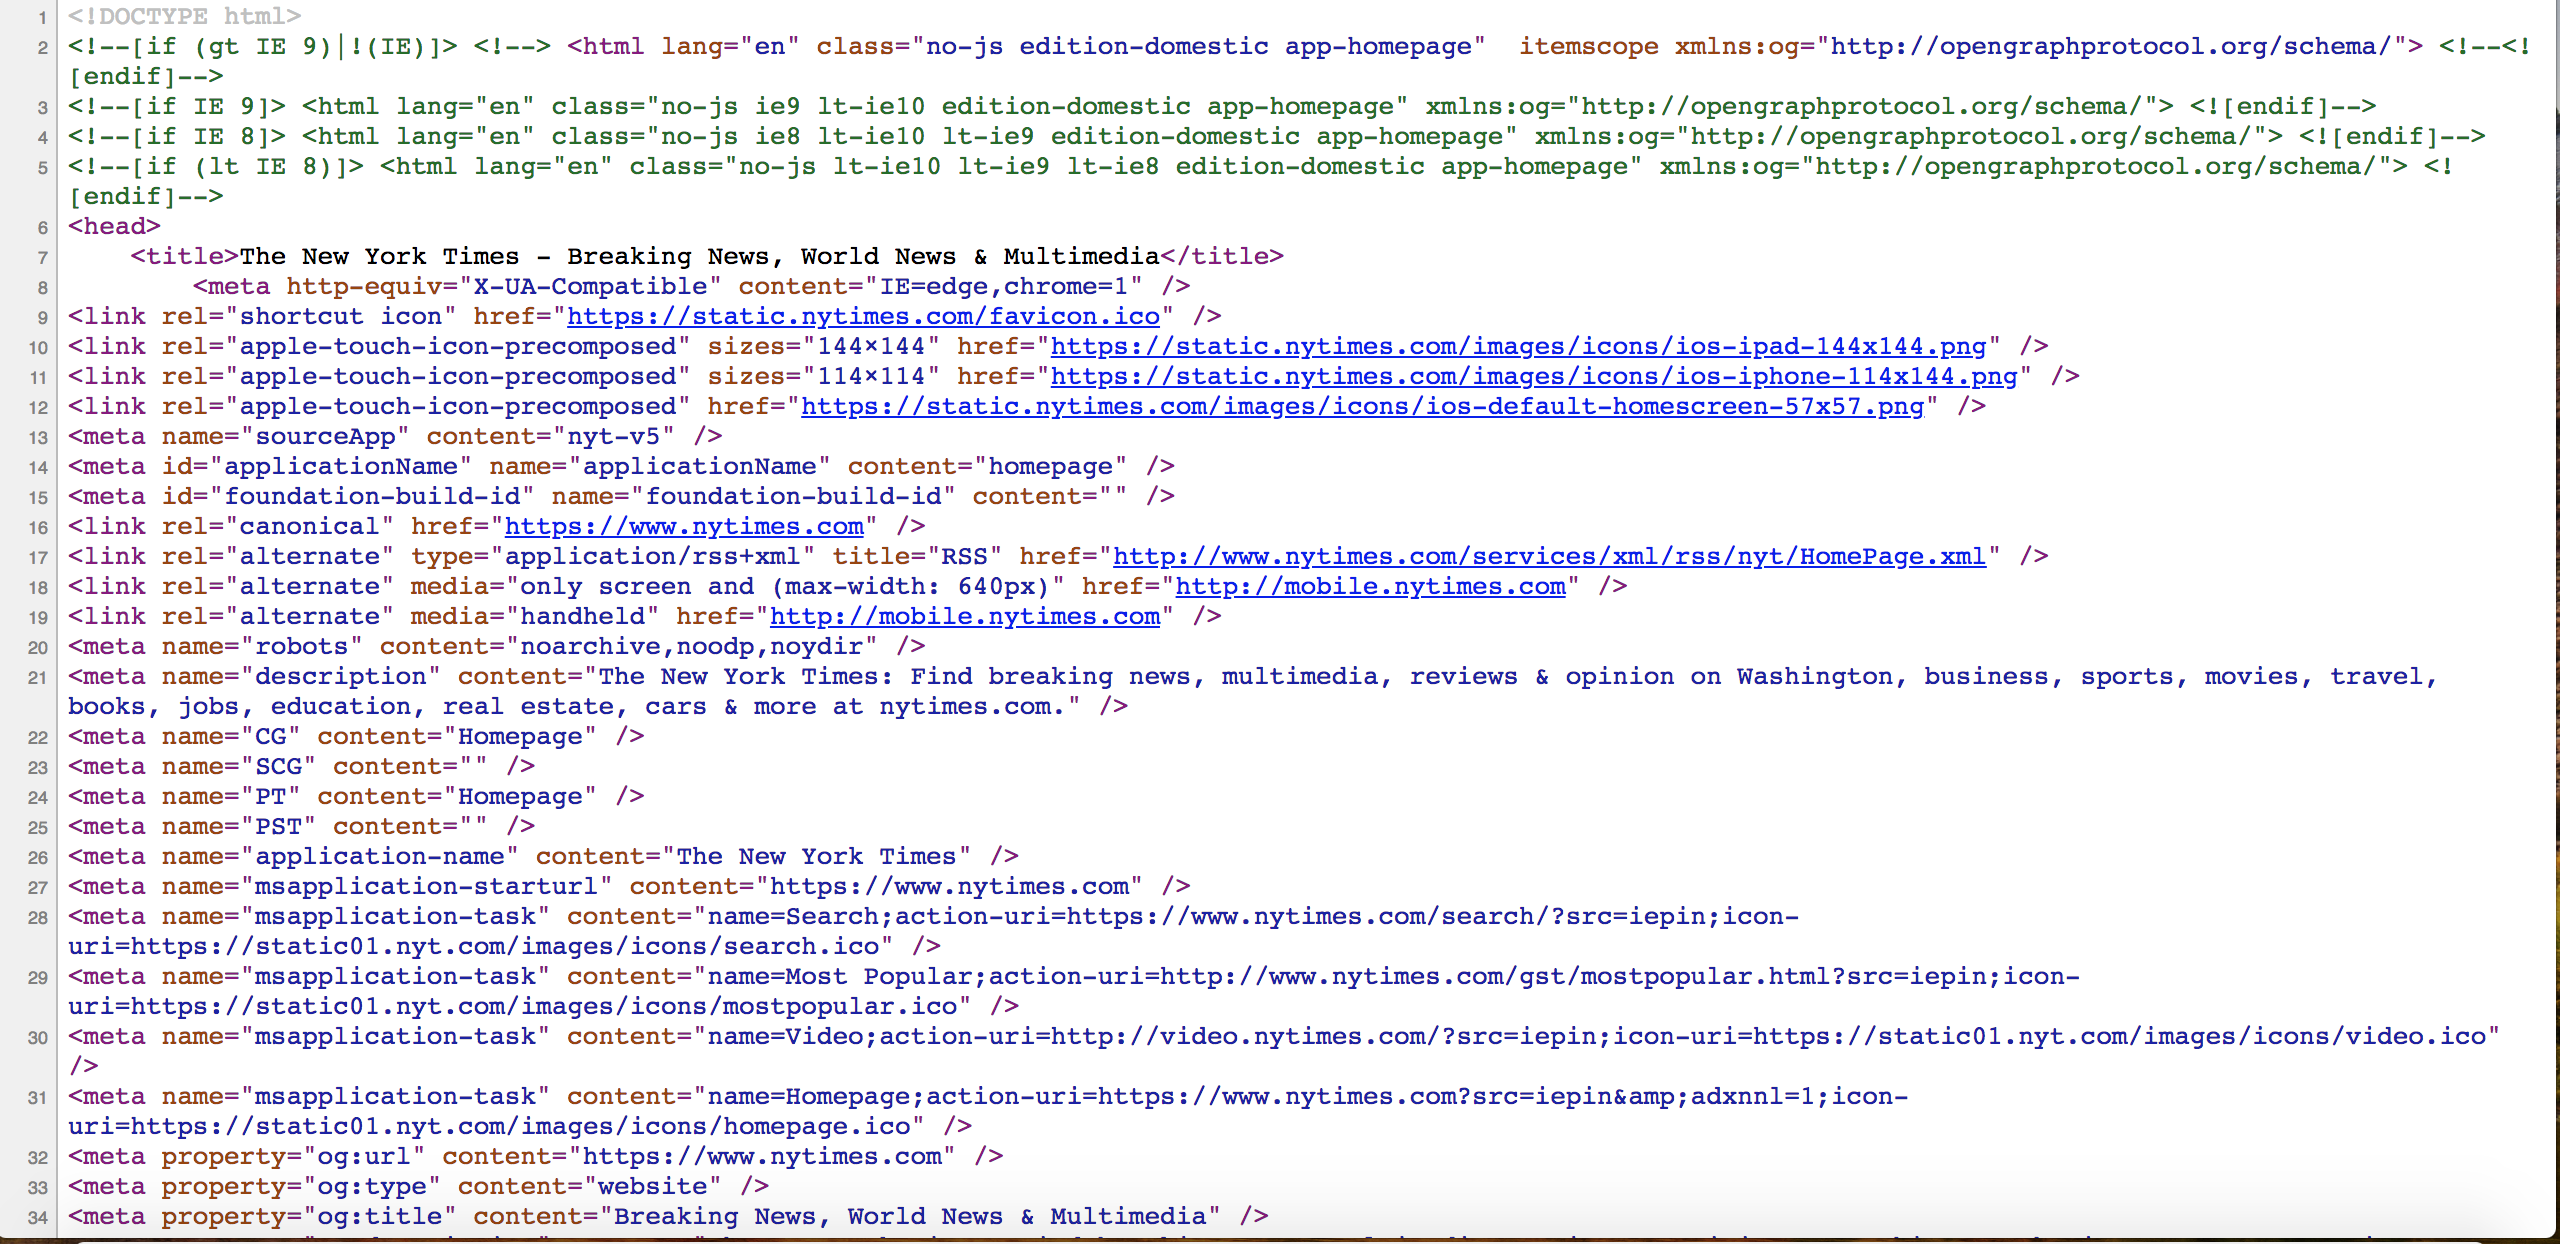 1 <!DOCTYPE html>
2 <!--[if (gt IE 9)|!(IE)]> <!--> <html lang="en" class="no-js edition-domestic app-homepage"  itemscope xmlns:og="http://opengraphprotocol.org/schema/"> <!--<!
[endif]-->
3 <!--[if IE 9]> <html lang="en" class="no-js ie9 lt-ie10 edition-domestic app-homepage" xmlns:og="http://opengraphprotocol.org/schema/"> <![endif]-->
4 <!--[if IE 8]> <html lang="en" class="no-js ie8 lt-ie10 lt-ie9 edition-domestic app-homepage" xmlns:og="http://opengraphprotocol.org/schema/"> <![endif]-->
5 <!--[if (lt IE 8)]> <html lang="en" class="no-js lt-ie10 lt-ie9 lt-ie8 edition-domestic app-homepage" xmlns:og="http://opengraphprotocol.org/schema/"> <!
[endif]-->
6 <head>
7     <title>The New York Times - Breaking News, World News & Multimedia</title>
8         <meta http-equiv="X-UA-Compatible" content="IE=edge,chrome=1" />
9 <link rel="shortcut icon" href="https://static.nytimes.com/favicon.ico" />
10 <link rel="apple-touch-icon-precomposed" sizes="144×144" href="https://static.nytimes.com/images/icons/ios-ipad-144x144.png" />
11 <link rel="apple-touch-icon-precomposed" sizes="114×114" href="https://static.nytimes.com/images/icons/ios-iphone-114x144.png" />
12 <link rel="apple-touch-icon-precomposed" href="https://static.nytimes.com/images/icons/ios-default-homescreen-57x57.png" />
13 <meta name="sourceApp" content="nyt-v5" />
14 <meta id="applicationName" name="applicationName" content="homepage" />
15 <meta id="foundation-build-id" name="foundation-build-id" content="" />
16 <link rel="canonical" href="https://www.nytimes.com" />
17 <link rel="alternate" type="application/rss+xml" title="RSS" href="http://www.nytimes.com/services/xml/rss/nyt/HomePage.xml" />
18 <link rel="alternate" media="only screen and (max-width: 640px)" href="http://mobile.nytimes.com" />
19 <link rel="alternate" media="handheld" href="http://mobile.nytimes.com" />
20 <meta name="robots" content="noarchive,noodp,noydir" />
21 <meta name="description" content="The New York Times: Find breaking news, multimedia, reviews & opinion on Washington, business, sports, movies, travel,
books, jobs, education, real estate, cars & more at nytimes.com." />
22 <meta name="CG" content="Homepage" />
23 <meta name="SCG" content="" />
24 <meta name="PT" content="Homepage" />
25 <meta name="PST" content="" />
26 <meta name="application-name" content="The New York Times" />
27 <meta name="msapplication-starturl" content="https://www.nytimes.com" />
28 <meta name="msapplication-task" content="name=Search;action-uri=https://www.nytimes.com/search/?src=iepin;icon-
uri=https://static01.nyt.com/images/icons/search.ico" />
29 <meta name="msapplication-task" content="name=Most Popular;action-uri=http://www.nytimes.com/gst/mostpopular.html?src=iepin;icon-
uri=https://static01.nyt.com/images/icons/mostpopular.ico" />
30 <meta name="msapplication-task" content="name=Video;action-uri=http://video.nytimes.com/?src=iepin;icon-uri=https://static01.nyt.com/images/icons/video.ico"
/>
31 <meta name="msapplication-task" content="name=Homepage;action-uri=https://www.nytimes.com?src=iepin&amp;adxnnl=1;icon-
uri=https://static01.nyt.com/images/icons/homepage.ico" />
32 <meta property="og:url" content="https://www.nytimes.com" />
33 <meta property="og:type" content="website" />
34 <meta property="og:title" content="Breaking News, World News & Multimedia" />